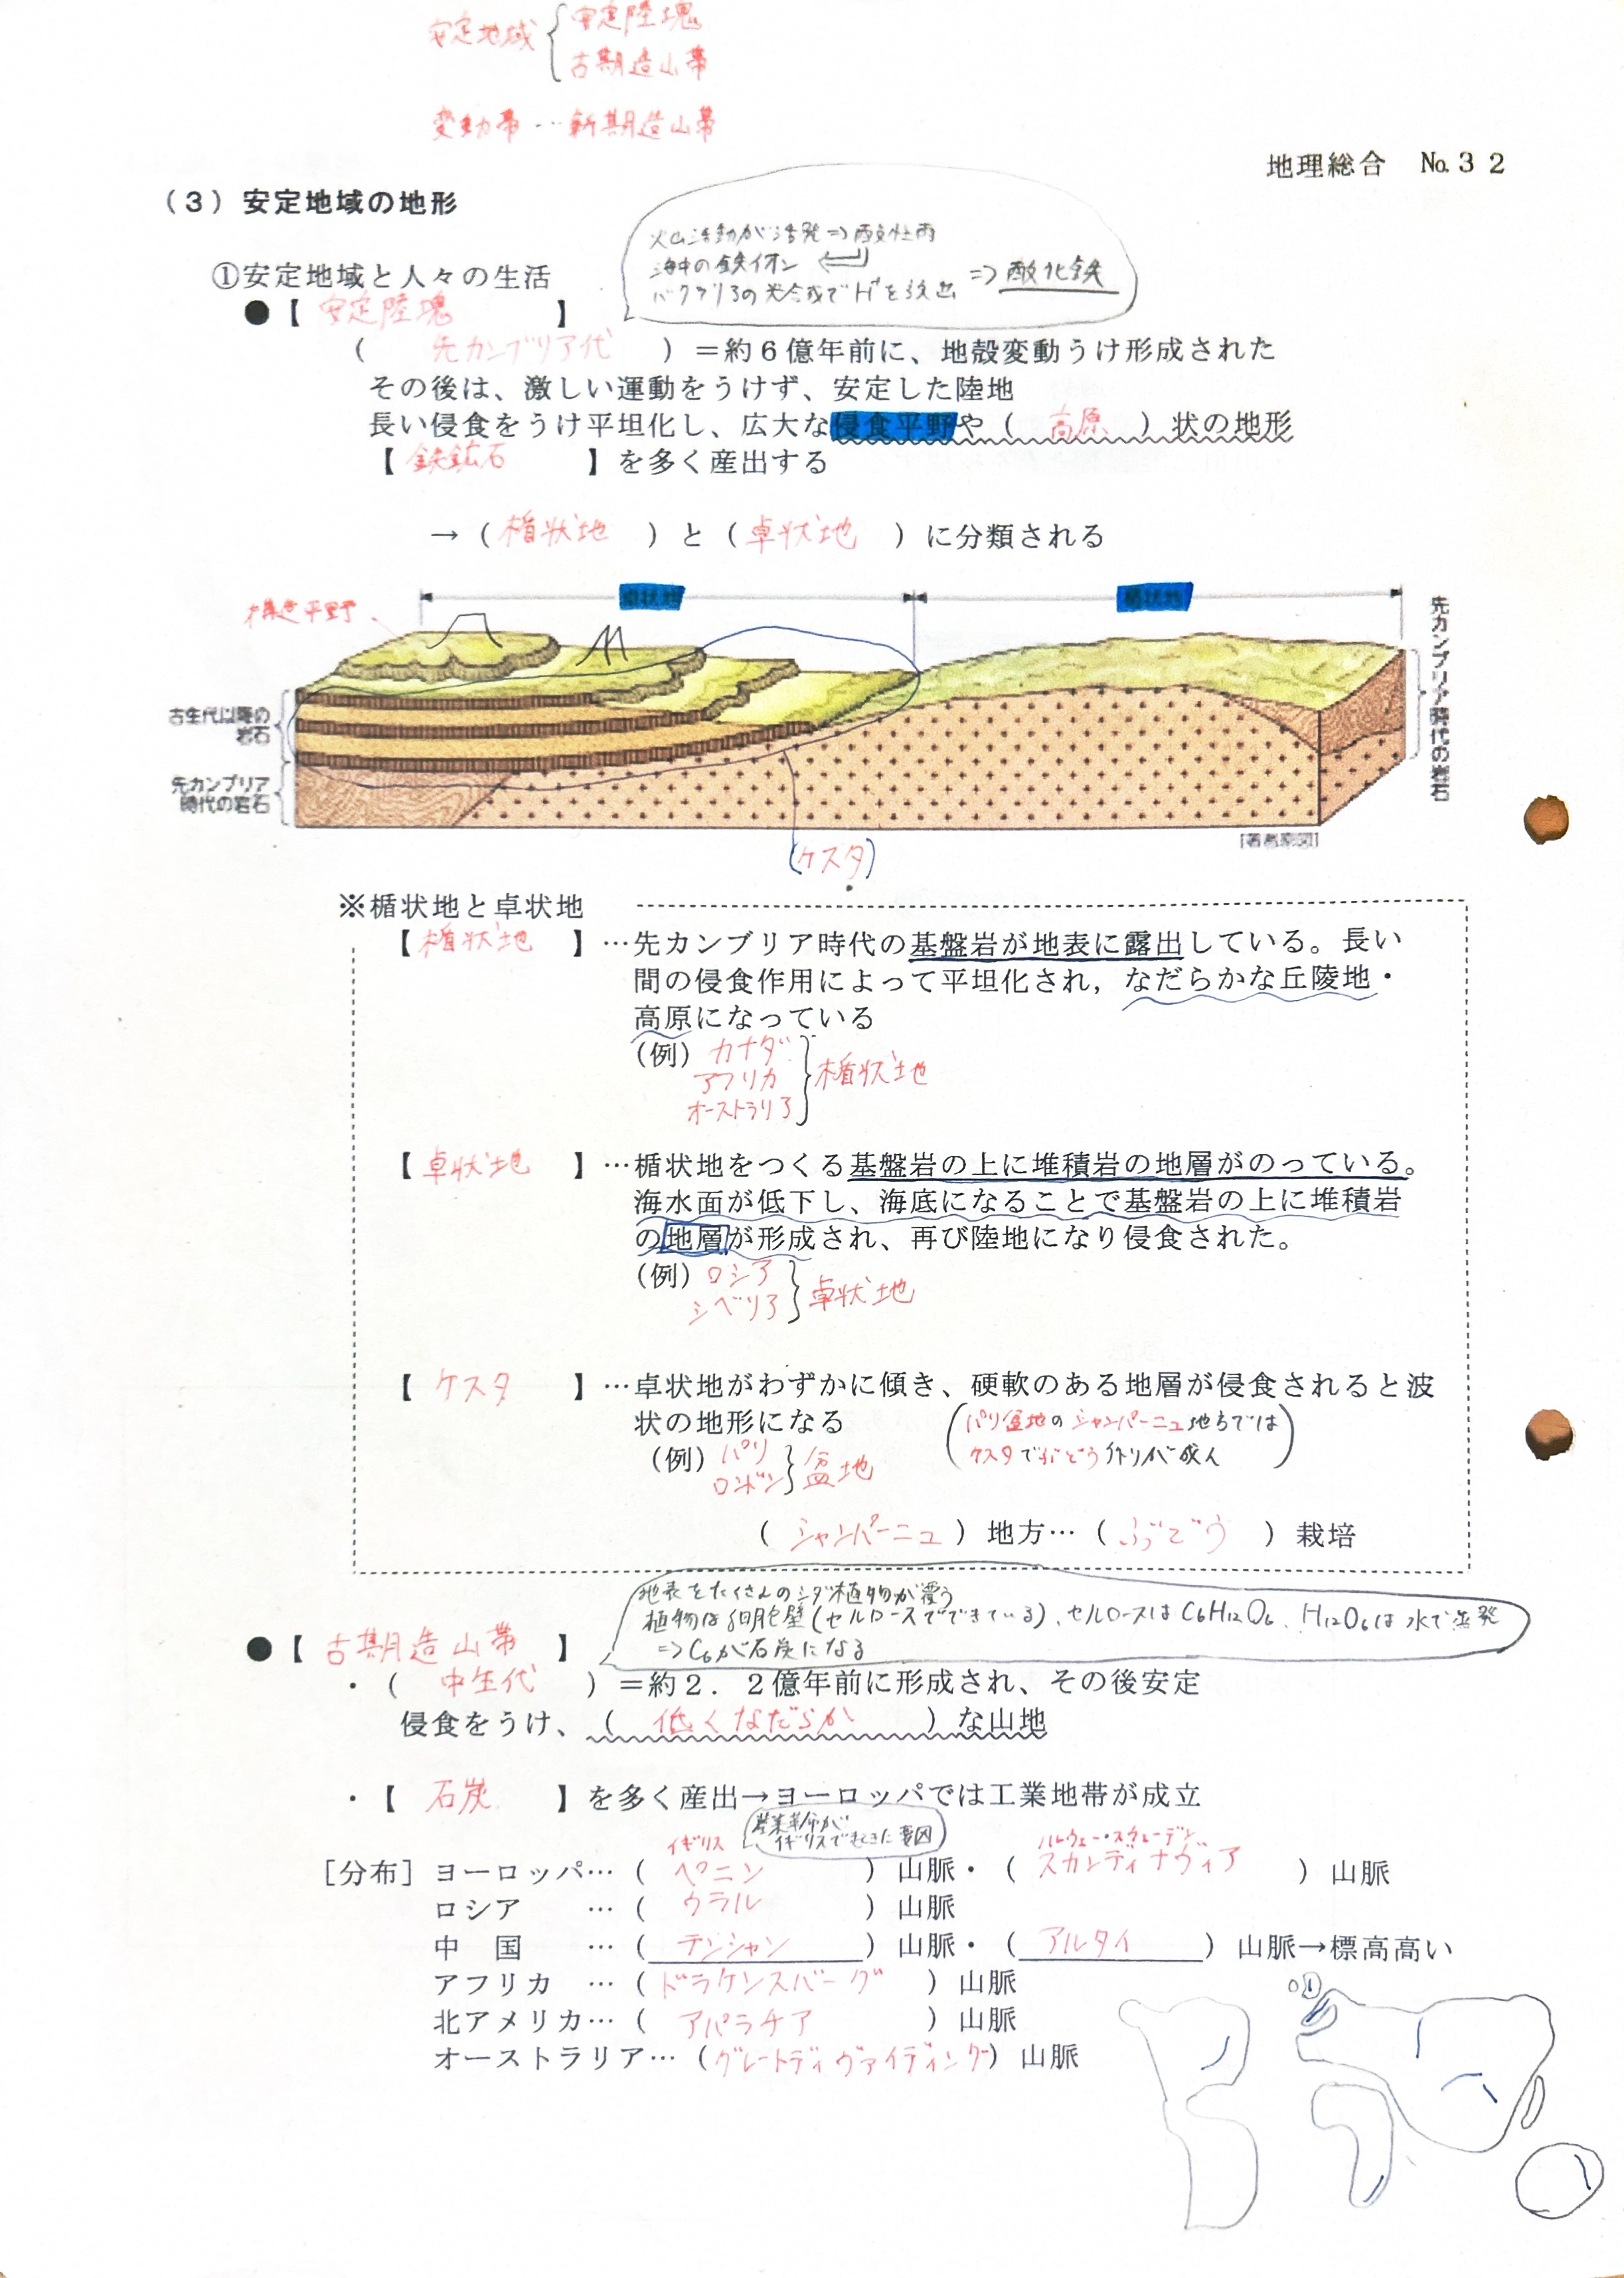 安定地域 { 安定陸塊
古期造山帯
変動帯…新期造山帯
地理総合 No.32
(3)安定地域の地形
火山活動が活発⇒酸性雨
海中の鉄イオン
バクテリアの光合成でH⁺を放出 ⇒酸化鉄
①安定地域と人々の生活
●【 安定陸塊 】
( 先カンブリア代 )=約6億年前に、地殻変動うけ形成された
その後は、激しい運動をうけず、安定した陸地
長い侵食をうけ平坦化し、広大な侵食平野や( 高原 )状の地形
【 鉄鉱石 】を多く産出する
→( 楯状地 )と( 卓状地 )に分類される
卓状地 楯状地
構造平野
古生代以降の
岩石
先カンブリア
時代の岩石
先カンブリア時代の岩石
[著者原図]
(ケスタ)
※楯状地と卓状地
【 楯状地 】…先カンブリア時代の基盤岩が地表に露出している。長い
間の侵食作用によって平坦化され,なだらかな丘陵地・
高原になっている
(例) カナダ
アフリカ } 楯状地
オーストラリア
【 卓状地 】…楯状地をつくる基盤岩の上に堆積岩の地層がのっている。
海水面が低下し、海底になることで基盤岩の上に堆積岩
の地層が形成され、再び陸地になり侵食された。
(例) ロシア
シベリア } 卓状地
【 ケスタ 】…卓状地がわずかに傾き、硬軟のある地層が侵食されると波
状の地形になる
(パリ盆地のシャンパーニュ地方では
ケスタでぶどう作りが盛ん)
(例) パリ
ロンドン } 盆地
( シャンパーニュ )地方…( ぶどう )栽培
地表をたくさんのシダ植物が覆う
植物は細胞壁(セルロースでできている)、セルロースはC₆H₁₂O₆、H₁₂O₆は水で蒸発
⇒C₆が石炭になる
●【 古期造山帯 】
・( 中生代 )=約2.2億年前に形成され、その後安定
侵食をうけ、( 低くなだらか )な山地
・【 石炭 】を多く産出→ヨーロッパでは工業地帯が成立
産業革命が
イギリスでおきた要因
イギリス ノルウェー・スウェーデン
[分布]ヨーロッパ…( ペニン )山脈・( スカンディナヴィア )山脈
ロシア …( ウラル )山脈
中 国 …( テンシャン )山脈・( アルタイ )山脈→標高高い
アフリカ …( ドラケンスバーグ )山脈
北アメリカ…( アパラチア )山脈
オーストラリア…(グレートディヴァイディング)山脈